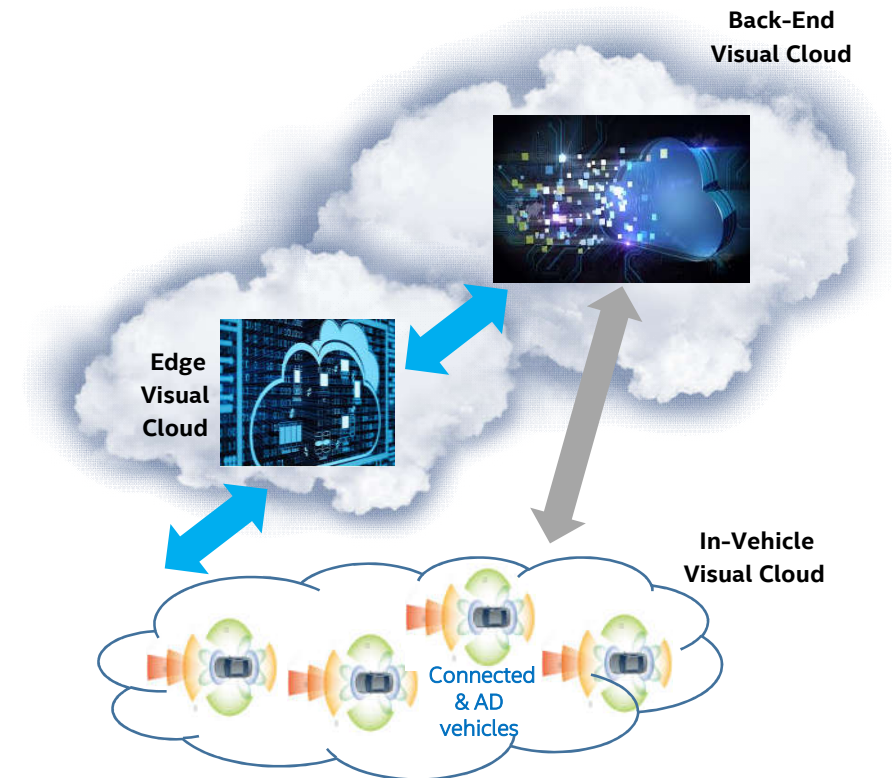 Back-End
Visual Cloud
Edge
Visual
Cloud
In-Vehicle
Visual Cloud
Connected
& AD
vehicles